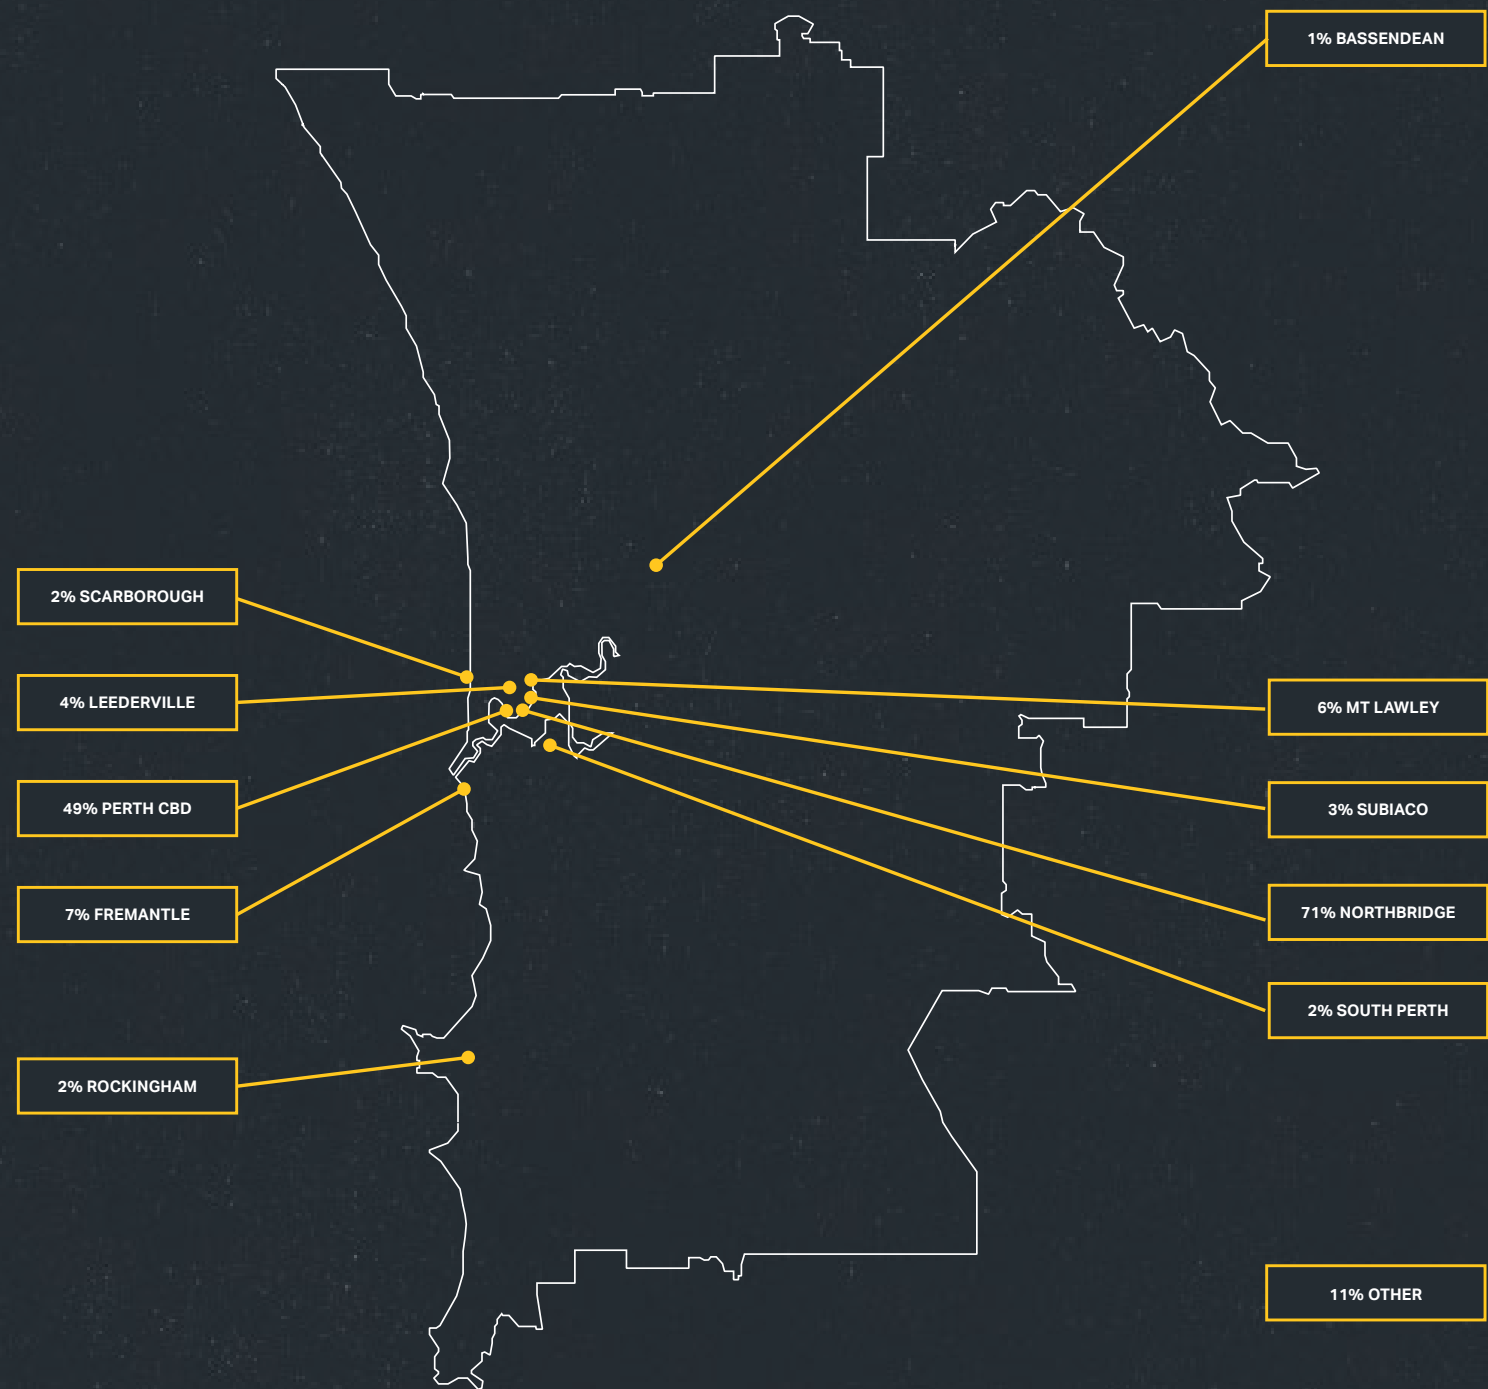 1% BASSENDEAN
2% SCARBOROUGH
4% LEEDERVILLE
49% PERTH CBD
7% FREMANTLE
2% ROCKINGHAM
6% MT LAWLEY
3% SUBIACO
71% NORTHBRIDGE
2% SOUTH PERTH
11% OTHER